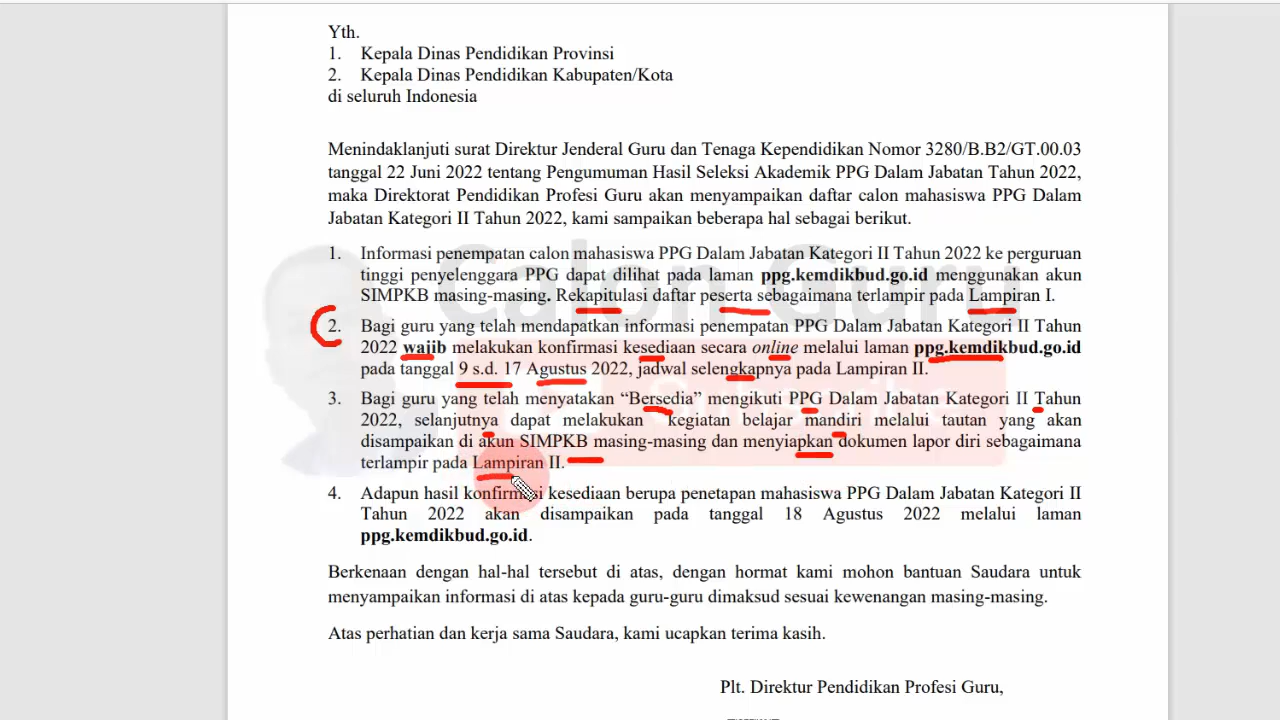 Yth.
1. Kepala Dinas Pendidikan Provinsi
2. Kepala Dinas Pendidikan Kabupaten/Kota
di seluruh Indonesia
Menindaklanjuti surat Direktur Jenderal Guru dan Tenaga Kependidikan Nomor 3280/B.B2/GT.00.03
tanggal 22 Juni 2022 tentang Pengumuman Hasil Seleksi Akademik PPG Dalam Jabatan Tahun 2022,
maka Direktorat Pendidikan Profesi Guru akan menyampaikan daftar calon mahasiswa PPG Dalam
Jabatan Kategori II Tahun 2022, kami sampaikan beberapa hal sebagai berikut.
1. Informasi penempatan calon mahasiswa PPG Dalam Jabatan Kategori II Tahun 2022 ke perguruan
tinggi penyelenggara PPG dapat dilihat pada laman ppg.kemdikbud.go.id menggunakan akun
SIMPKB masing-masing. Rekapitulasi daftar peserta sebagaimana terlampir pada Lampiran I.
2. Bagi guru yang telah mendapatkan informasi penempatan PPG Dalam Jabatan Kategori II Tahun
2022 wajib melakukan konfirmasi kesediaan secara online melalui laman ppg.kemdikbud.go.id
pada tanggal 9 s.d. 17 Agustus 2022, jadwal selengkapnya pada Lampiran II.
3. Bagi guru yang telah menyatakan “Bersedia” mengikuti PPG Dalam Jabatan Kategori II Tahun
2022, selanjutnya dapat melakukan kegiatan belajar mandiri melalui tautan yang akan
disampaikan di akun SIMPKB masing-masing dan menyiapkan dokumen lapor diri sebagaimana
terlampir pada Lampiran II.
4. Adapun hasil konfirmasi kesediaan berupa penetapan mahasiswa PPG Dalam Jabatan Kategori II
Tahun 2022 akan disampaikan pada tanggal 18 Agustus 2022 melalui laman
ppg.kemdikbud.go.id.
Berkenaan dengan hal-hal tersebut di atas, dengan hormat kami mohon bantuan Saudara untuk
menyampaikan informasi di atas kepada guru-guru dimaksud sesuai kewenangan masing-masing.
Atas perhatian dan kerja sama Saudara, kami ucapkan terima kasih.
Plt. Direktur Pendidikan Profesi Guru,
Calon Guru
Subscribe